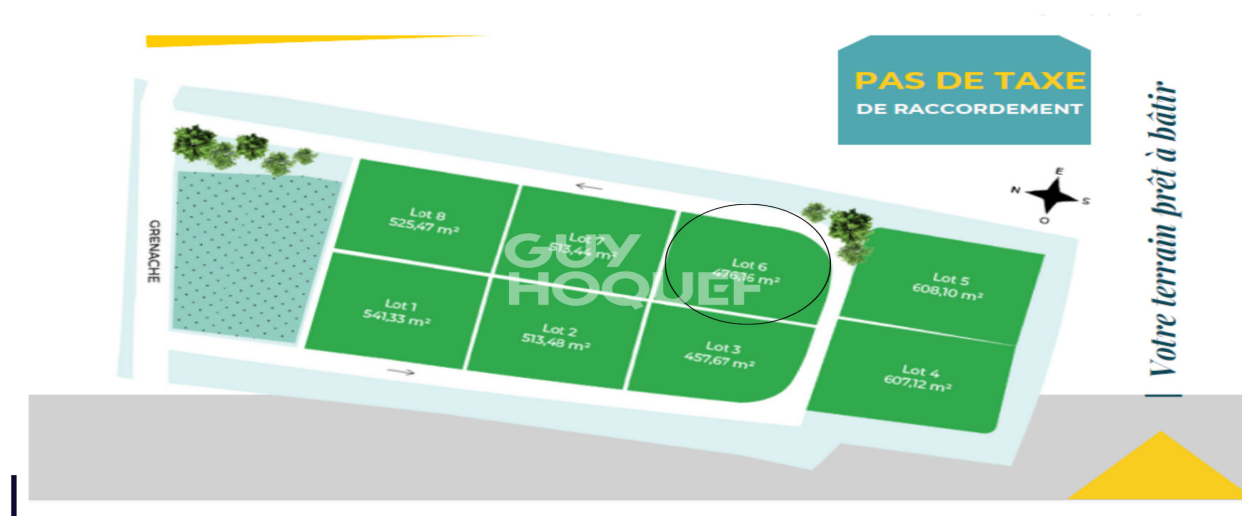 PAS DE TAXE
DE RACCORDEMENT
Votre terrain prêt à bâtir
E
N
S
O
GRENACHE
Lot 8
525,47 m²
Lot 7
513,44 m²
Lot 6
476,16 m²
Lot 5
608,10 m²
Lot 1
541,33 m²
Lot 2
513,48 m²
Lot 3
457,67 m²
Lot 4
607,12 m²
GUY
HOQUET